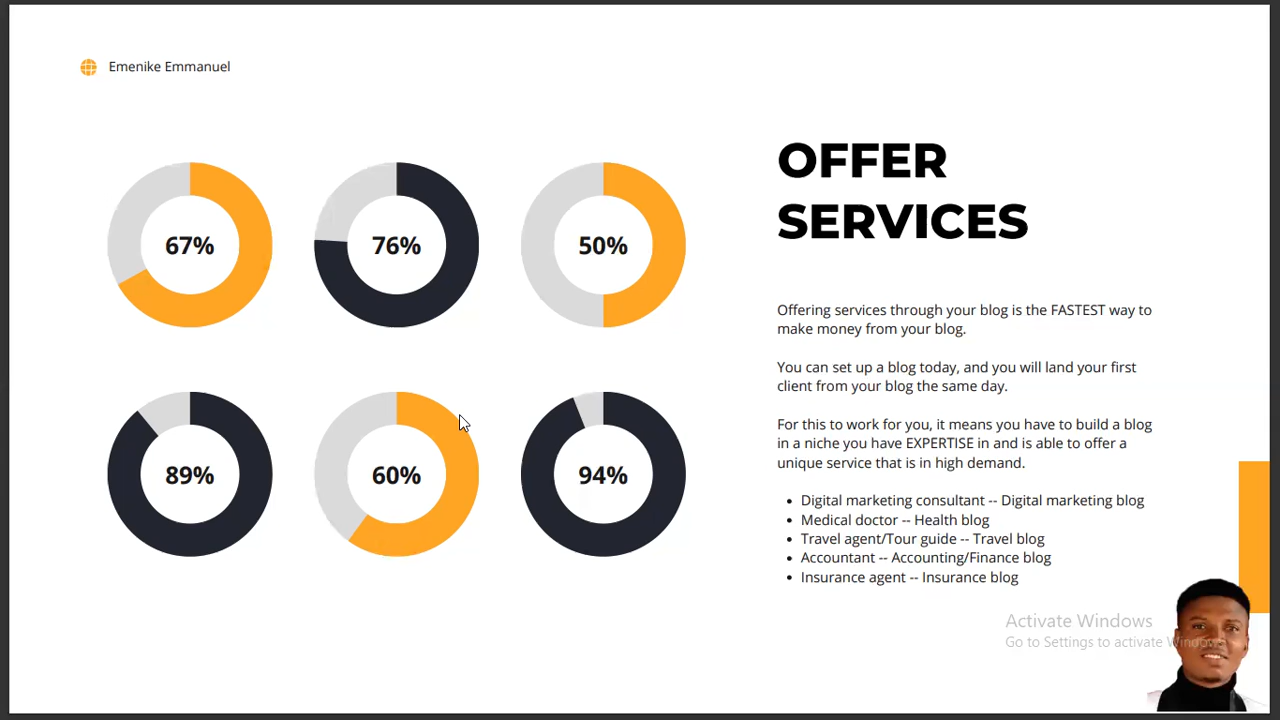 Emenike Emmanuel
67%
76%
50%
89%
60%
94%
OFFER
SERVICES
Offering services through your blog is the FASTEST way to
make money from your blog.
You can set up a blog today, and you will land your first
client from your blog the same day.
For this to work for you, it means you have to build a blog
in a niche you have EXPERTISE in and is able to offer a
unique service that is in high demand.
• Digital marketing consultant -- Digital marketing blog
• Medical doctor -- Health blog
• Travel agent/Tour guide -- Travel blog
• Accountant -- Accounting/Finance blog
• Insurance agent -- Insurance blog
Activate Windows
Go to Settings to activate Windows.